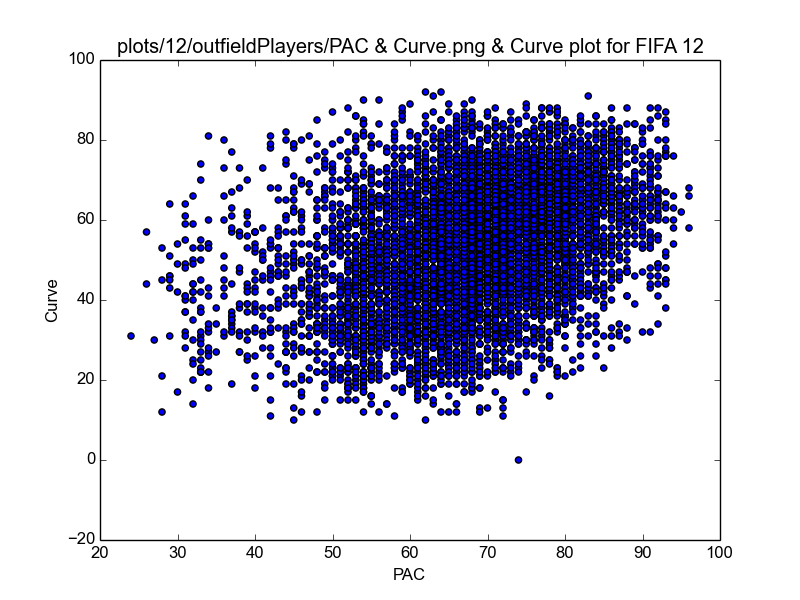 plots/12/outfieldPlayers/PAC & Curve.png & Curve plot for FIFA 12
100
80
60
40
20
0
−20
Curve
20 30 40 50 60 70 80 90 100
PAC